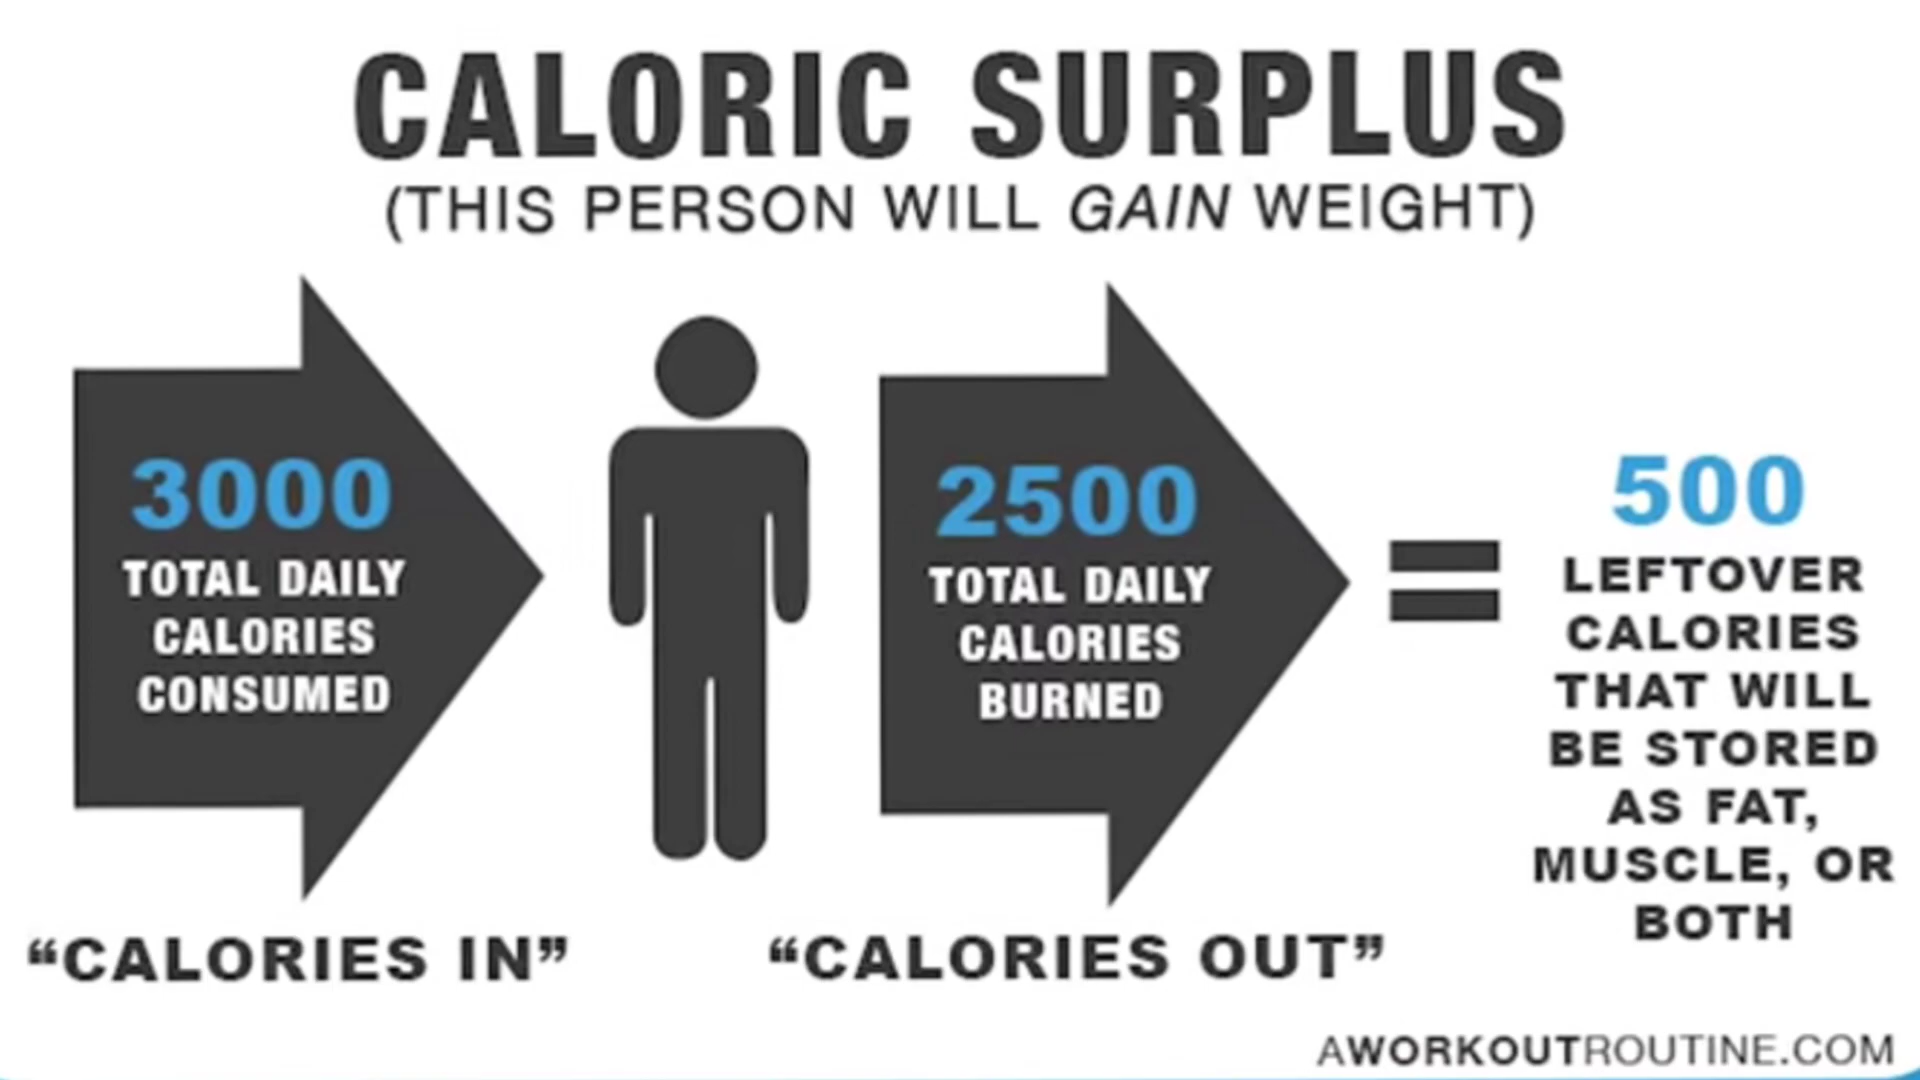 CALORIC SURPLUS
(THIS PERSON WILL GAIN WEIGHT)
3000
TOTAL DAILY
CALORIES
CONSUMED
"CALORIES IN"
2500
TOTAL DAILY
CALORIES
BURNED
"CALORIES OUT"
=
500
LEFTOVER
CALORIES
THAT WILL
BE STORED
AS FAT,
MUSCLE, OR
BOTH
AWORKOUTROUTINE.COM